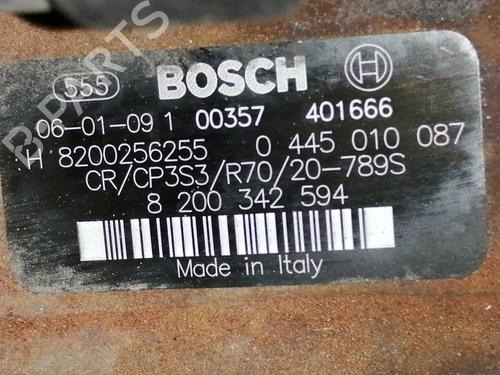 555 BOSCH
06-01-09 1 00357 401666
H 8200256255 0 445 010 087
CR/CP3S3/R70/20-789S
8 200 342 594
Made in Italy
B PARTS